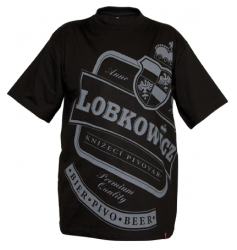 Anno
LOBKOWICZ
KNÍŽECÍ PIVOVAR
Premium
Quality
BIER·PIVO·BEER